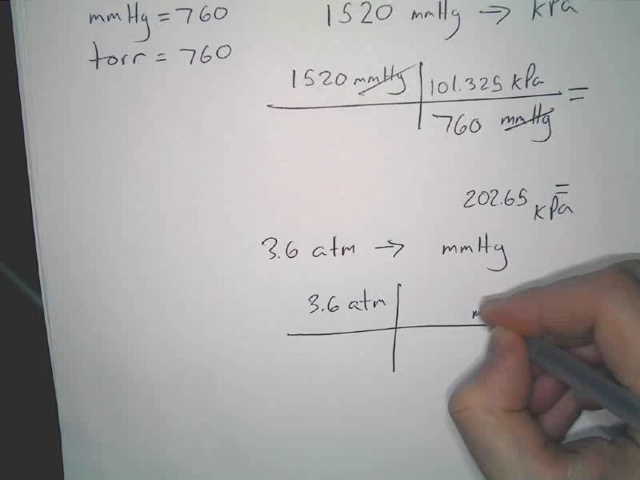 mmHg = 760
torr = 760
1520 mmHg → kPa
1520 mmHg 101.325 kPa =
760 mmHg
202.65 kPa
3.6 atm → mmHg
3.6 atm